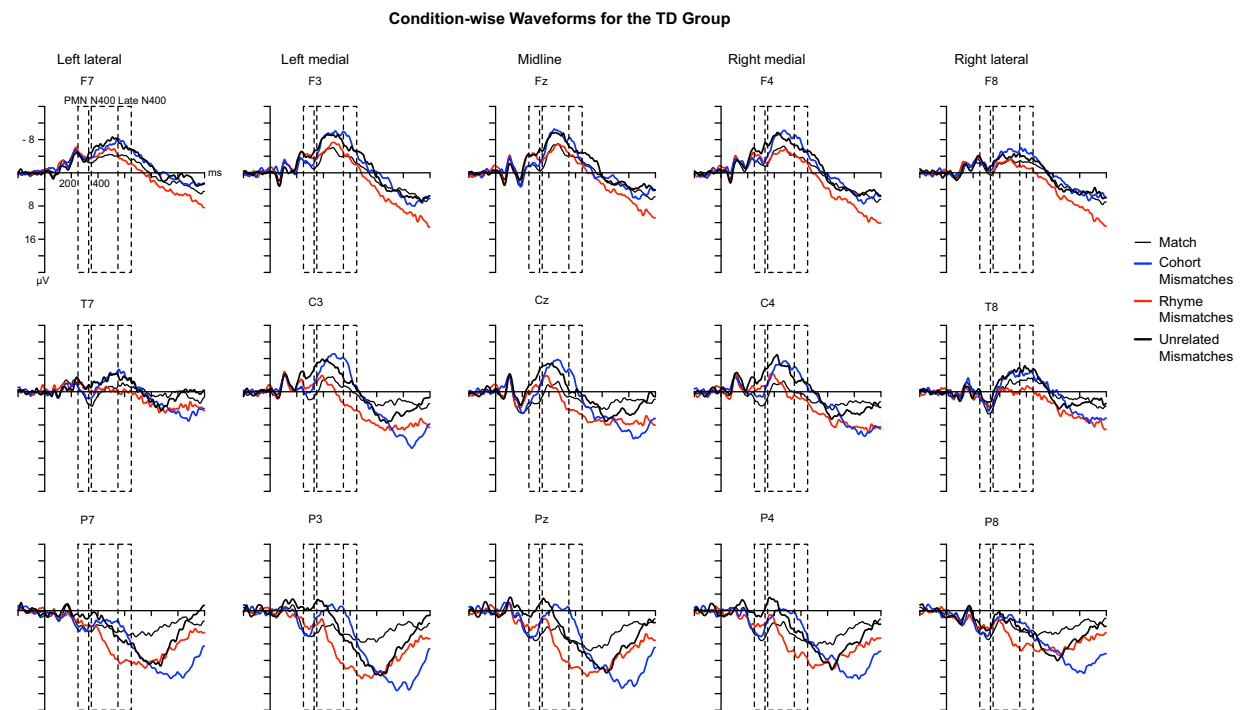 Condition-wise Waveforms for the TD Group
Left lateral
Left medial
Midline
Right medial
Right lateral
F7
F3
Fz
F4
F8
PMN N400 Late N400
- 8
ms
200
400
8
16
µV
Match
Cohort
Mismatches
Rhyme
Mismatches
Unrelated
Mismatches
T7
C3
Cz
C4
T8
P7
P3
Pz
P4
P8